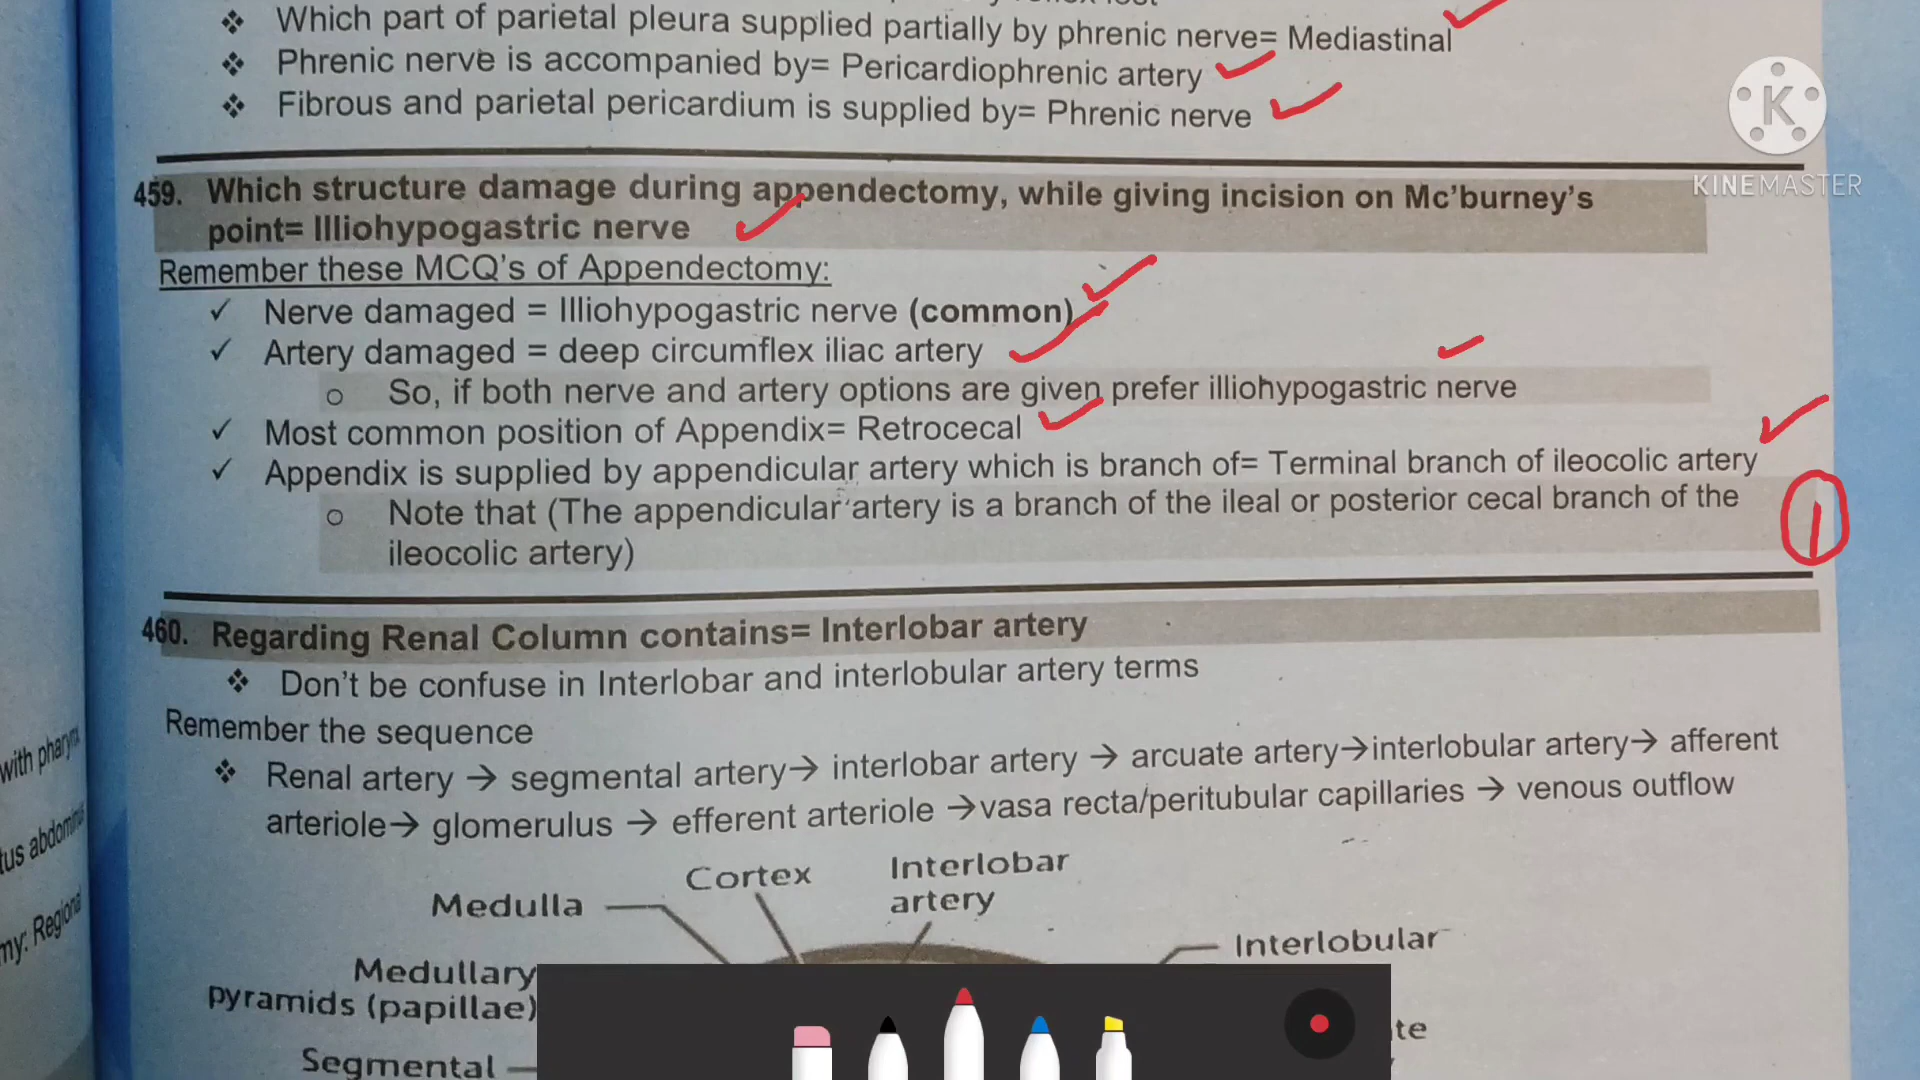 ❖ Which part of parietal pleura supplied partially by phrenic nerve= Mediastinal
❖ Phrenic nerve is accompanied by= Pericardiophrenic artery
❖ Fibrous and parietal pericardium is supplied by= Phrenic nerve
KINEMASTER
459. Which structure damage during appendectomy, while giving incision on Mc'burney's
point= Illiohypogastric nerve
Remember these MCQ's of Appendectomy:
✓ Nerve damaged = Illiohypogastric nerve (common)
✓ Artery damaged = deep circumflex iliac artery
o So, if both nerve and artery options are given prefer illiohypogastric nerve
✓ Most common position of Appendix= Retrocecal
✓ Appendix is supplied by appendicular artery which is branch of= Terminal branch of ileocolic artery
o Note that (The appendicular artery is a branch of the ileal or posterior cecal branch of the
ileocolic artery)
460. Regarding Renal Column contains= Interlobar artery
❖ Don't be confuse in Interlobar and interlobular artery terms
Remember the sequence
❖ Renal artery → segmental artery→ interlobar artery → arcuate artery→interlobular artery→ afferent
arteriole→ glomerulus → efferent arteriole →vasa recta/peritubular capillaries → venous outflow
Cortex
Interlobar
artery
Medulla
Interlobular
Medullary
pyramids (papillae)
Segmental
with pharynx
my: Regional